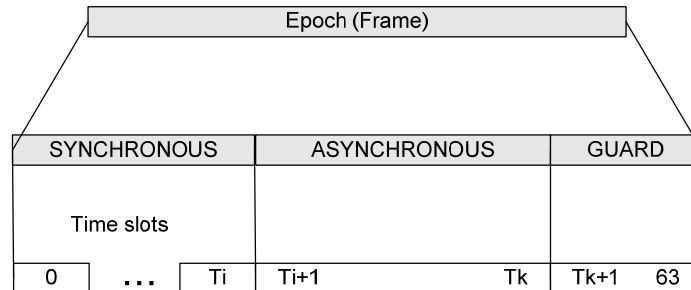 Epoch (Frame)
SYNCHRONOUS ASYNCHRONOUS GUARD
Time slots
0 ... Ti Ti+1 Tk Tk+1 63